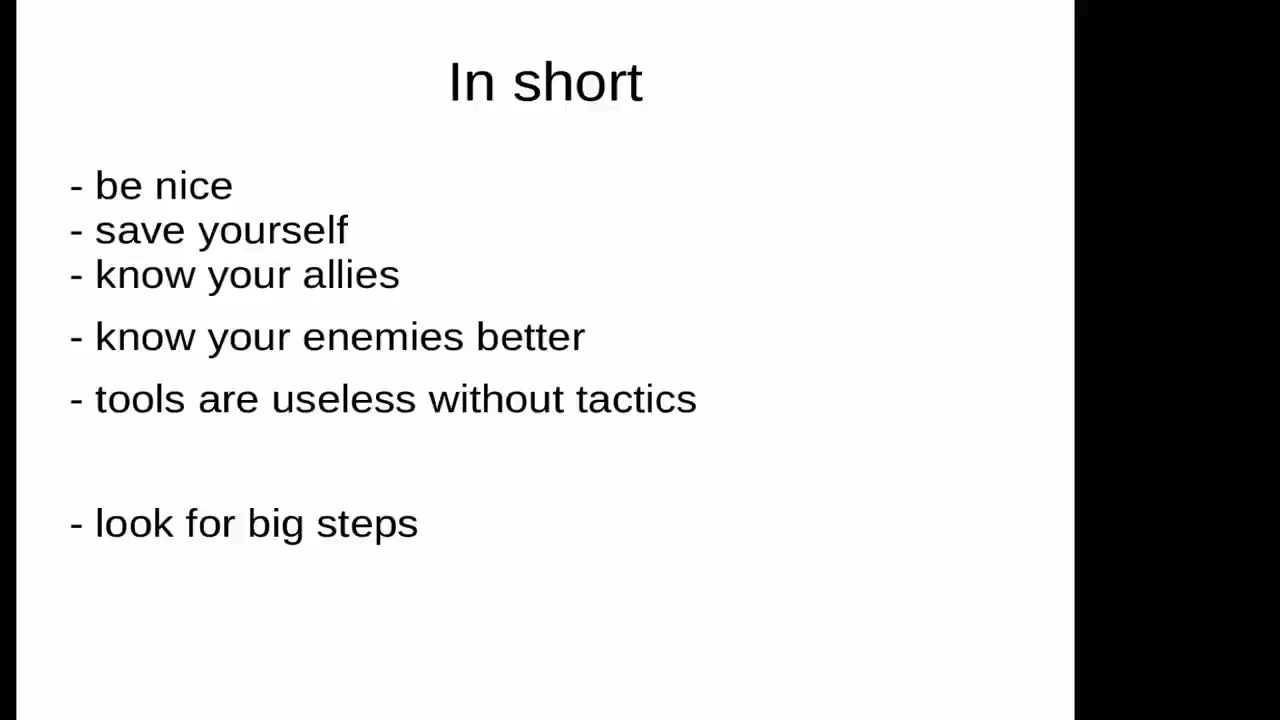 In short
- be nice
- save yourself
- know your allies
- know your enemies better
- tools are useless without tactics
- look for big steps